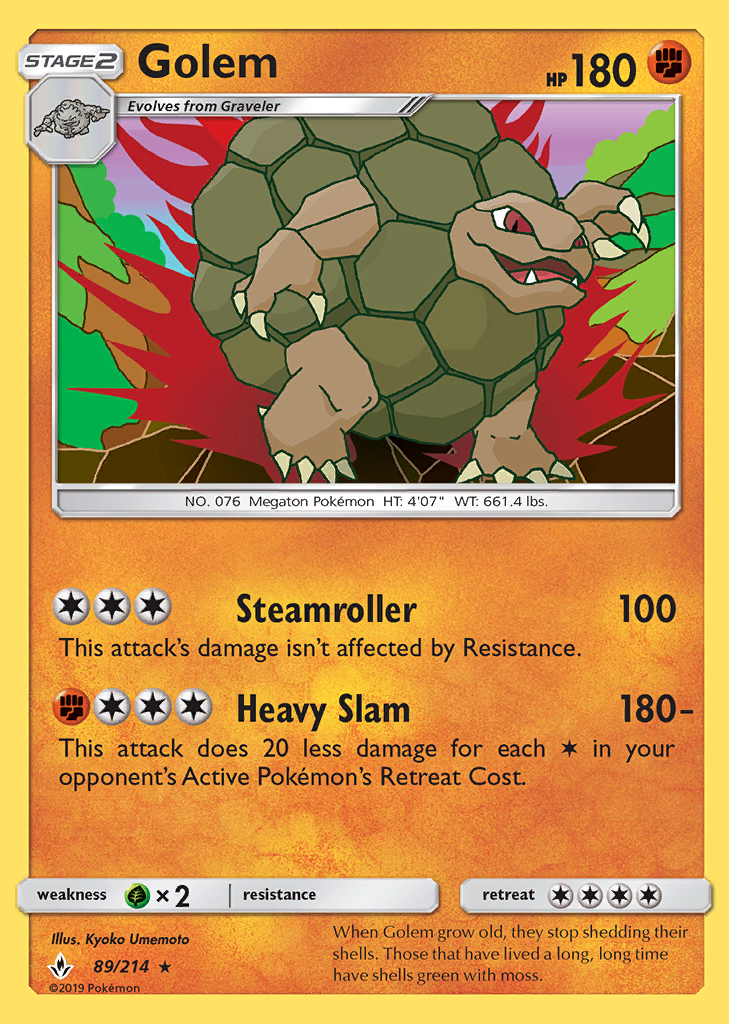 STAGE2
Golem
HP 180
Evolves from Graveler
NO. 076 Megaton Pokémon HT: 4'07" WT: 661.4 lbs.
Steamroller 100
This attack's damage isn't affected by Resistance.
Heavy Slam 180-
This attack does 20 less damage for each in your
opponent's Active Pokémon's Retreat Cost.
weakness ×2 resistance retreat
Illus. Kyoko Umemoto
89/214 ★
©2019 Pokémon
When Golem grow old, they stop shedding their
shells. Those that have lived a long, long time
have shells green with moss.